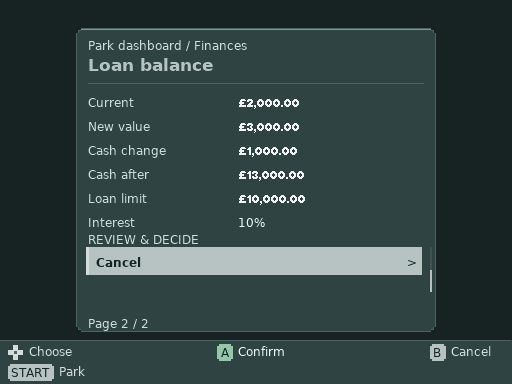 Park dashboard / Finances
Loan balance
Current £2,000.00
New value £3,000.00
Cash change £1,000.00
Cash after £13,000.00
Loan limit £10,000.00
Interest 10%
REVIEW & DECIDE
Cancel >
Page 2 / 2
Choose A Confirm B Cancel
START Park